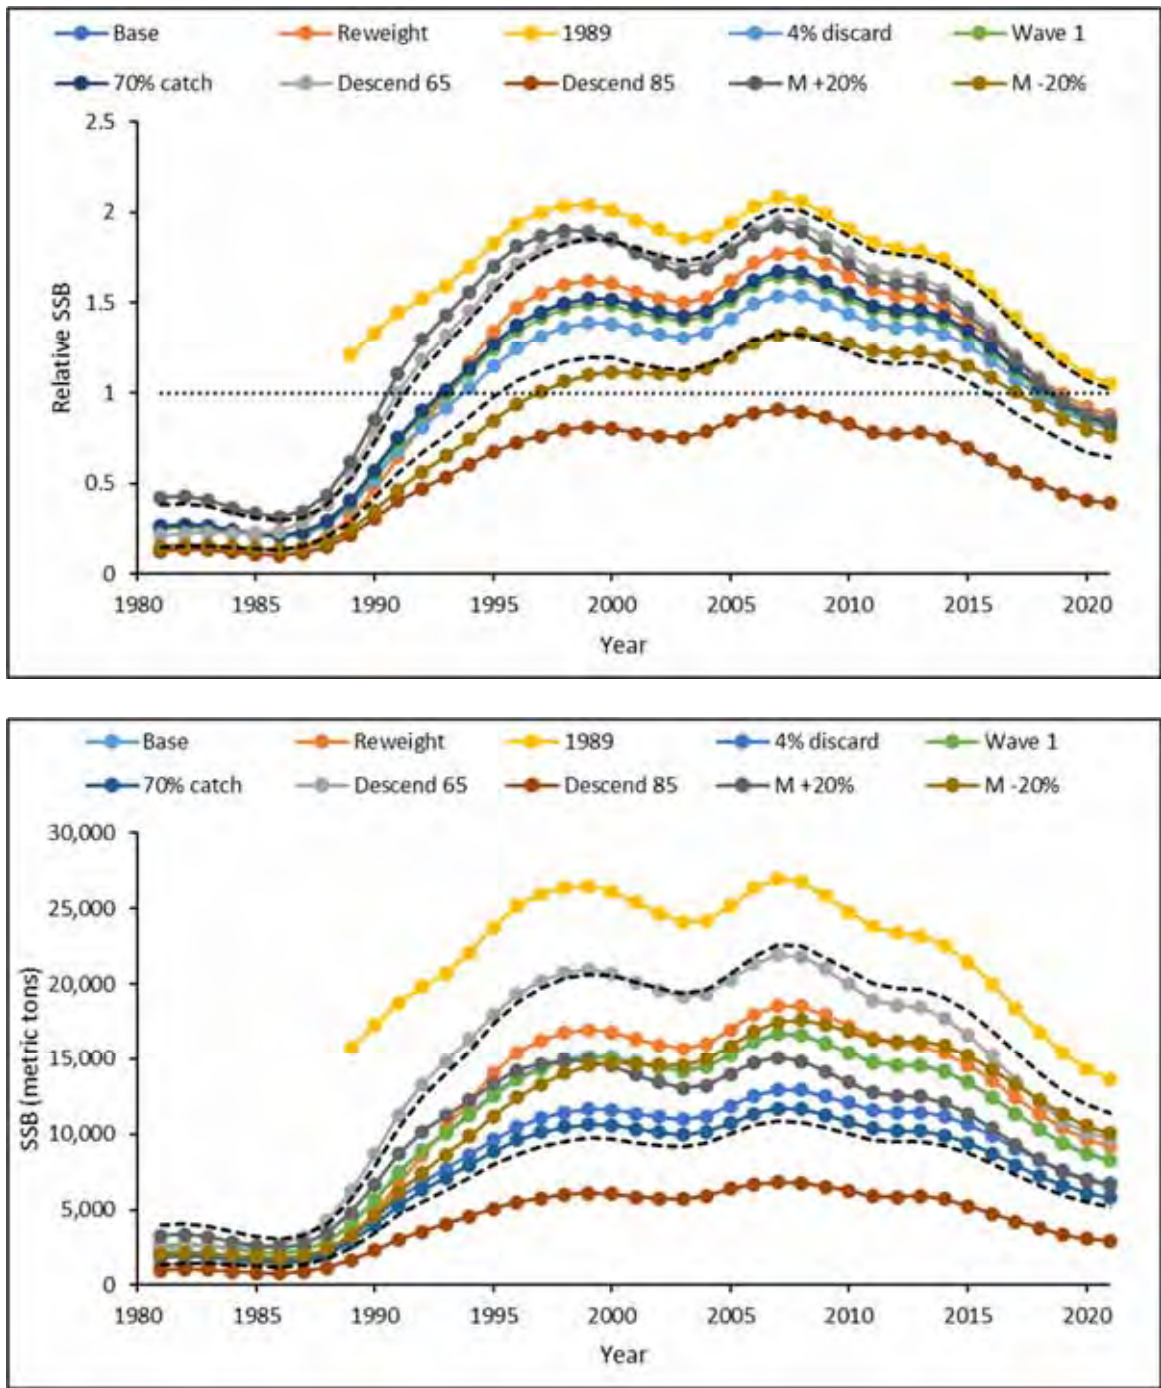 Base Reweight 1989 4% discard Wave 1
70% catch Descend 65 Descend 85 M +20% M -20%
2.5
2
1.5
1
0.5
0
Relative SSB
1980 1985 1990 1995 2000 2005 2010 2015 2020
Year
Base Reweight 1989 4% discard Wave 1
70% catch Descend 65 Descend 85 M +20% M -20%
30,000
25,000
20,000
15,000
10,000
5,000
0
SSB (metric tons)
1980 1985 1990 1995 2000 2005 2010 2015 2020
Year